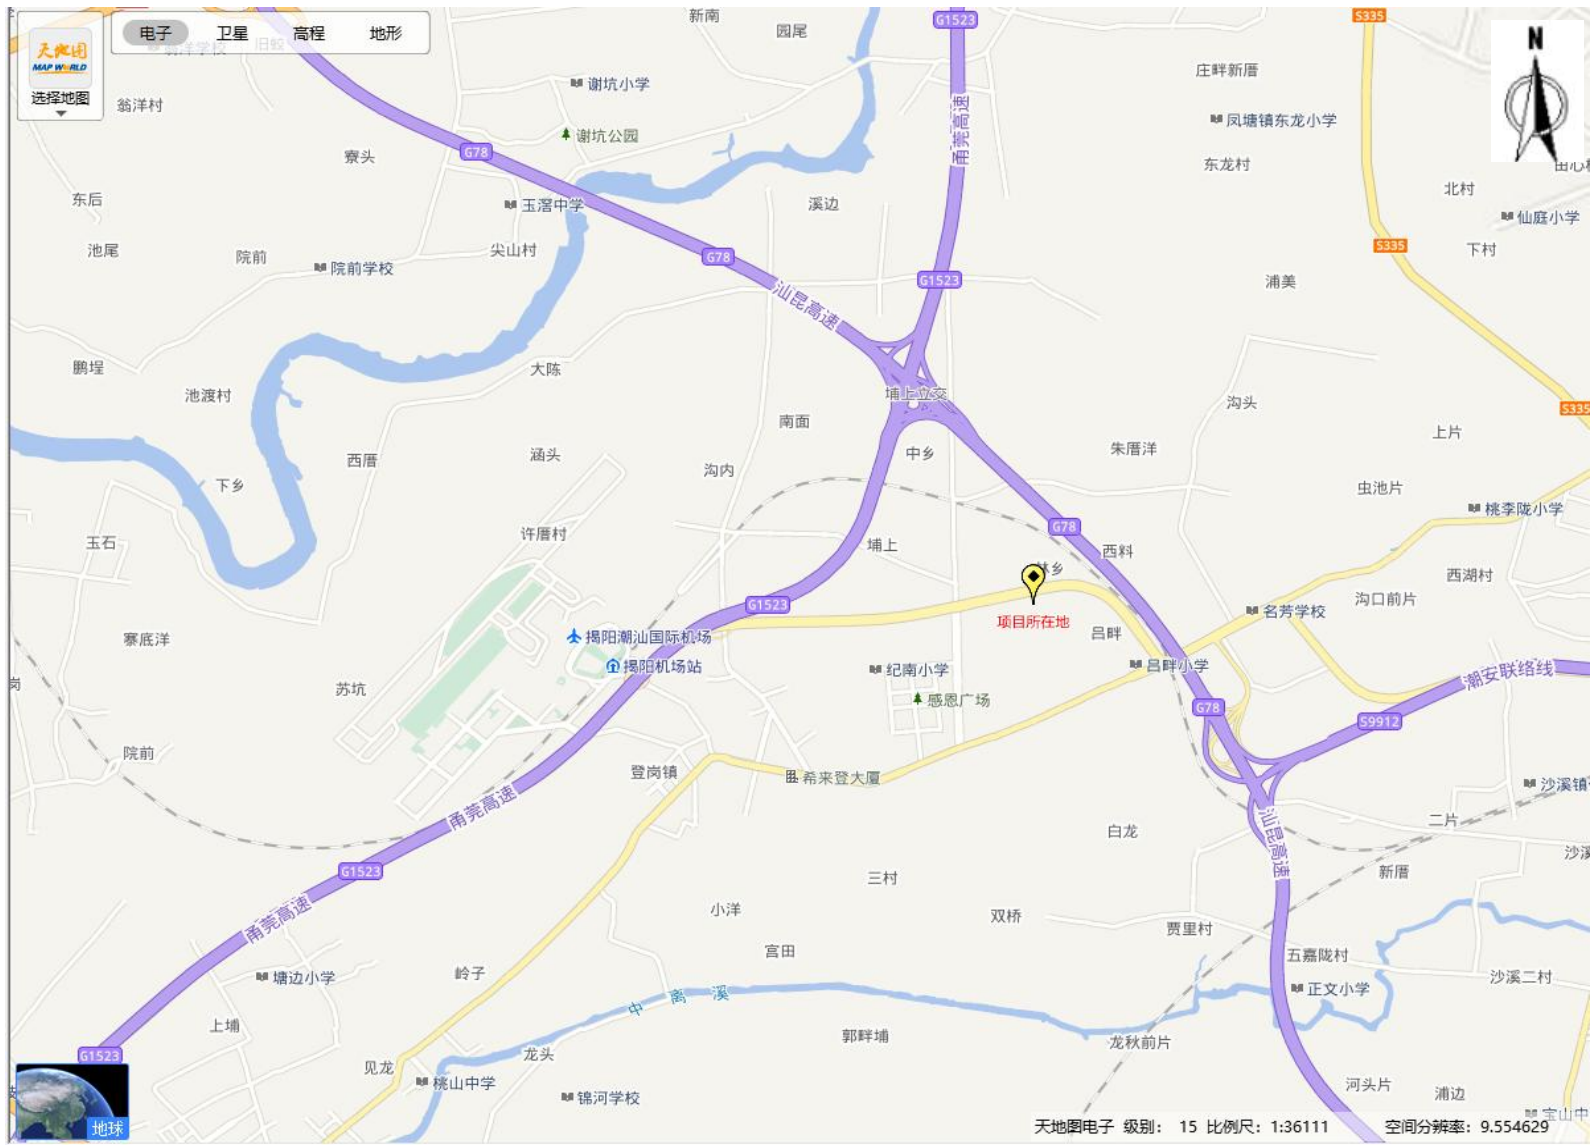 天地图
MAP WORLD
选择地图
电子
卫星
高程
地形
翁洋学校
旧蛟
新南
园尾
G1523
S335
N
翁洋村
谢坑小学
庄畔新厝
谢坑公园
甬莞高速
凤塘镇东龙小学
寮头
G78
东龙村
北村
东后
玉滘中学
溪边
仙庭小学
池尾
院前
院前学校
尖山村
G78
S335
下村
G1523
浦美
汕昆高速
鹏埕
池渡村
大陈
埔上立交
沟头
S335
南面
上片
西厝
涵头
沟内
中乡
朱厝洋
下乡
虫池片
桃李陇小学
玉石
许厝村
埔上
G78
西料
林乡
西湖村
G1523
项目所在地
沟口前片
名芳学校
寨底洋
揭阳潮汕国际机场
吕畔
揭阳机场站
纪南小学
吕畔小学
潮安联络线
岗
苏坑
感恩广场
G78
S9912
院前
登岗镇
希来登大厦
沙溪镇
甬莞高速
白龙
汕昆高速
二片
沙溪
G1523
三村
新厝
甬莞高速
小洋
双桥
贾里村
宫田
五嘉陇村
塘边小学
岭子
中离溪
正文小学
沙溪二村
上埔
郭畔埔
龙秋前片
G1523
见龙
龙头
桃山中学
锦河学校
河头片
浦边
宝山中
地球
天地图电子 级别： 15 比例尺：1:36111 空间分辨率：9.554629